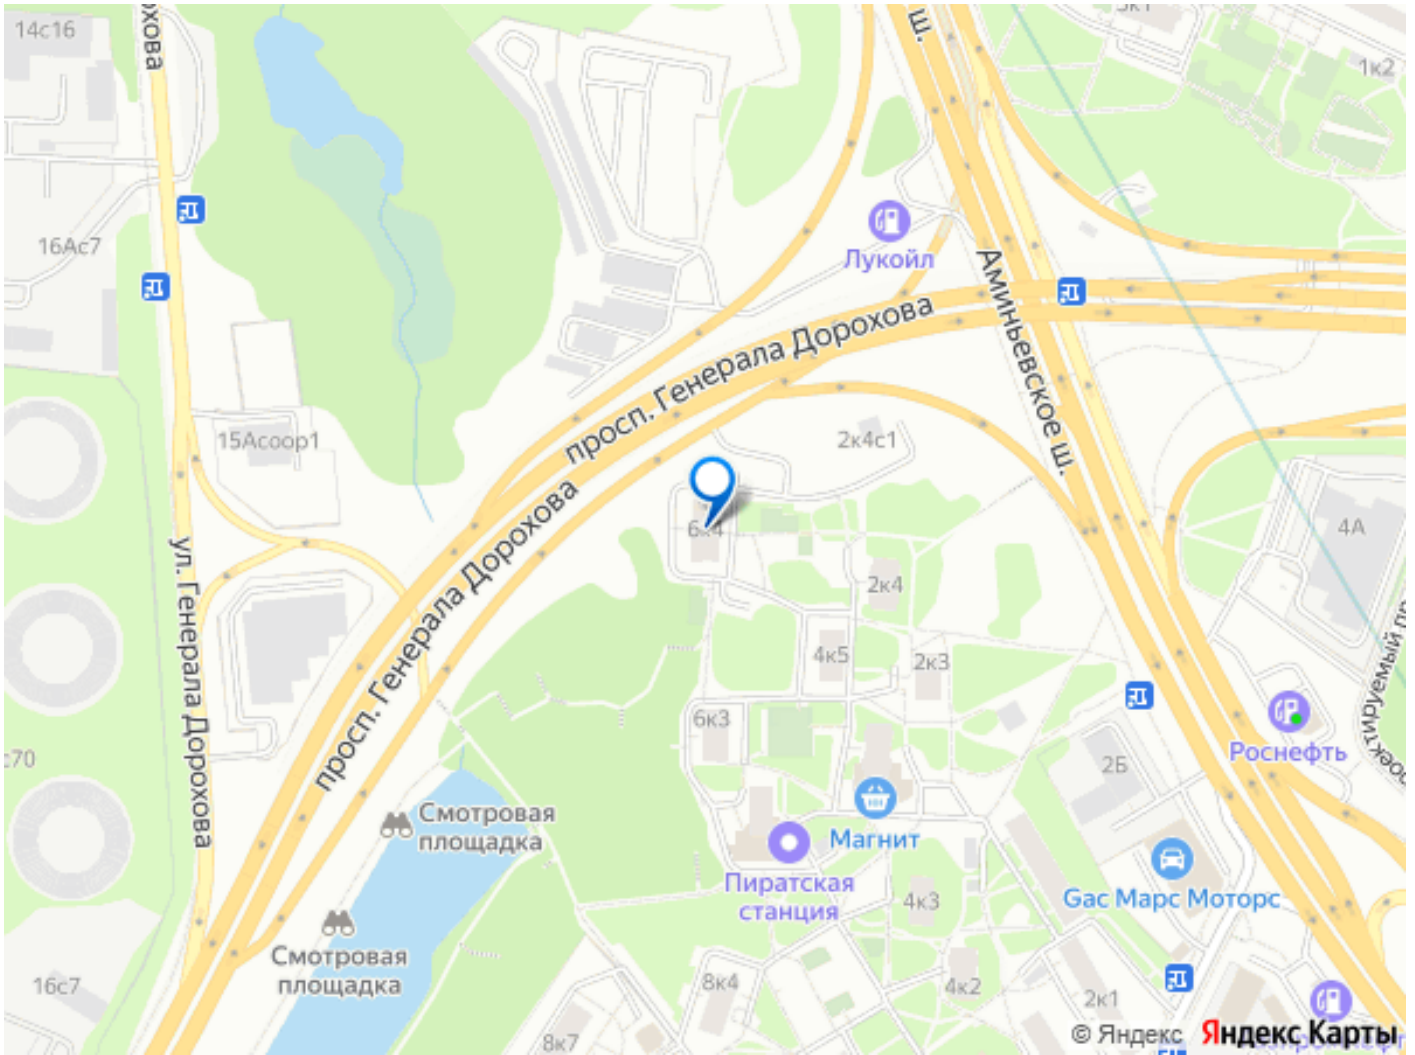 14с16
рохова
ш.
3к1
1к2
16Ас7
Лукойл
Аминьевское ш.
просп. Генерала Дорохова
15Асоор1
2к4с1
ул. Генерала Дорохова
просп. Генерала Дорохова
6к4
4А
2к4
4к5
2к3
6к3
Роснефть
2Б
с70
Смотровая
площадка
Магнит
Пиратская
станция
Gac Марс Моторс
4к3
Смотровая
площадка
16с7
8к4
4к2
2к1
8к7
© Яндекс
Яндекс Карты